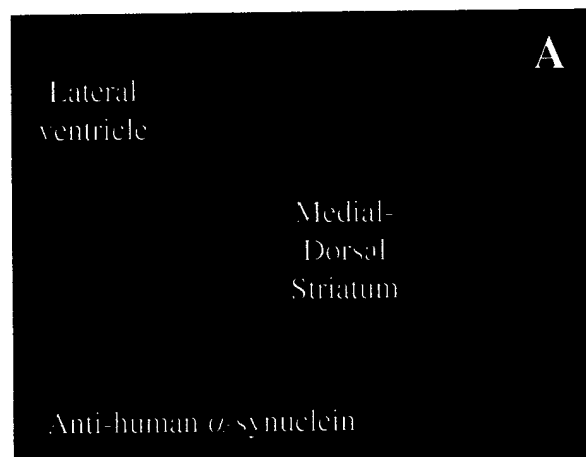 A
Lateral
ventricle
Medial-
Dorsal
Striatum
Anti-human α-synuclein